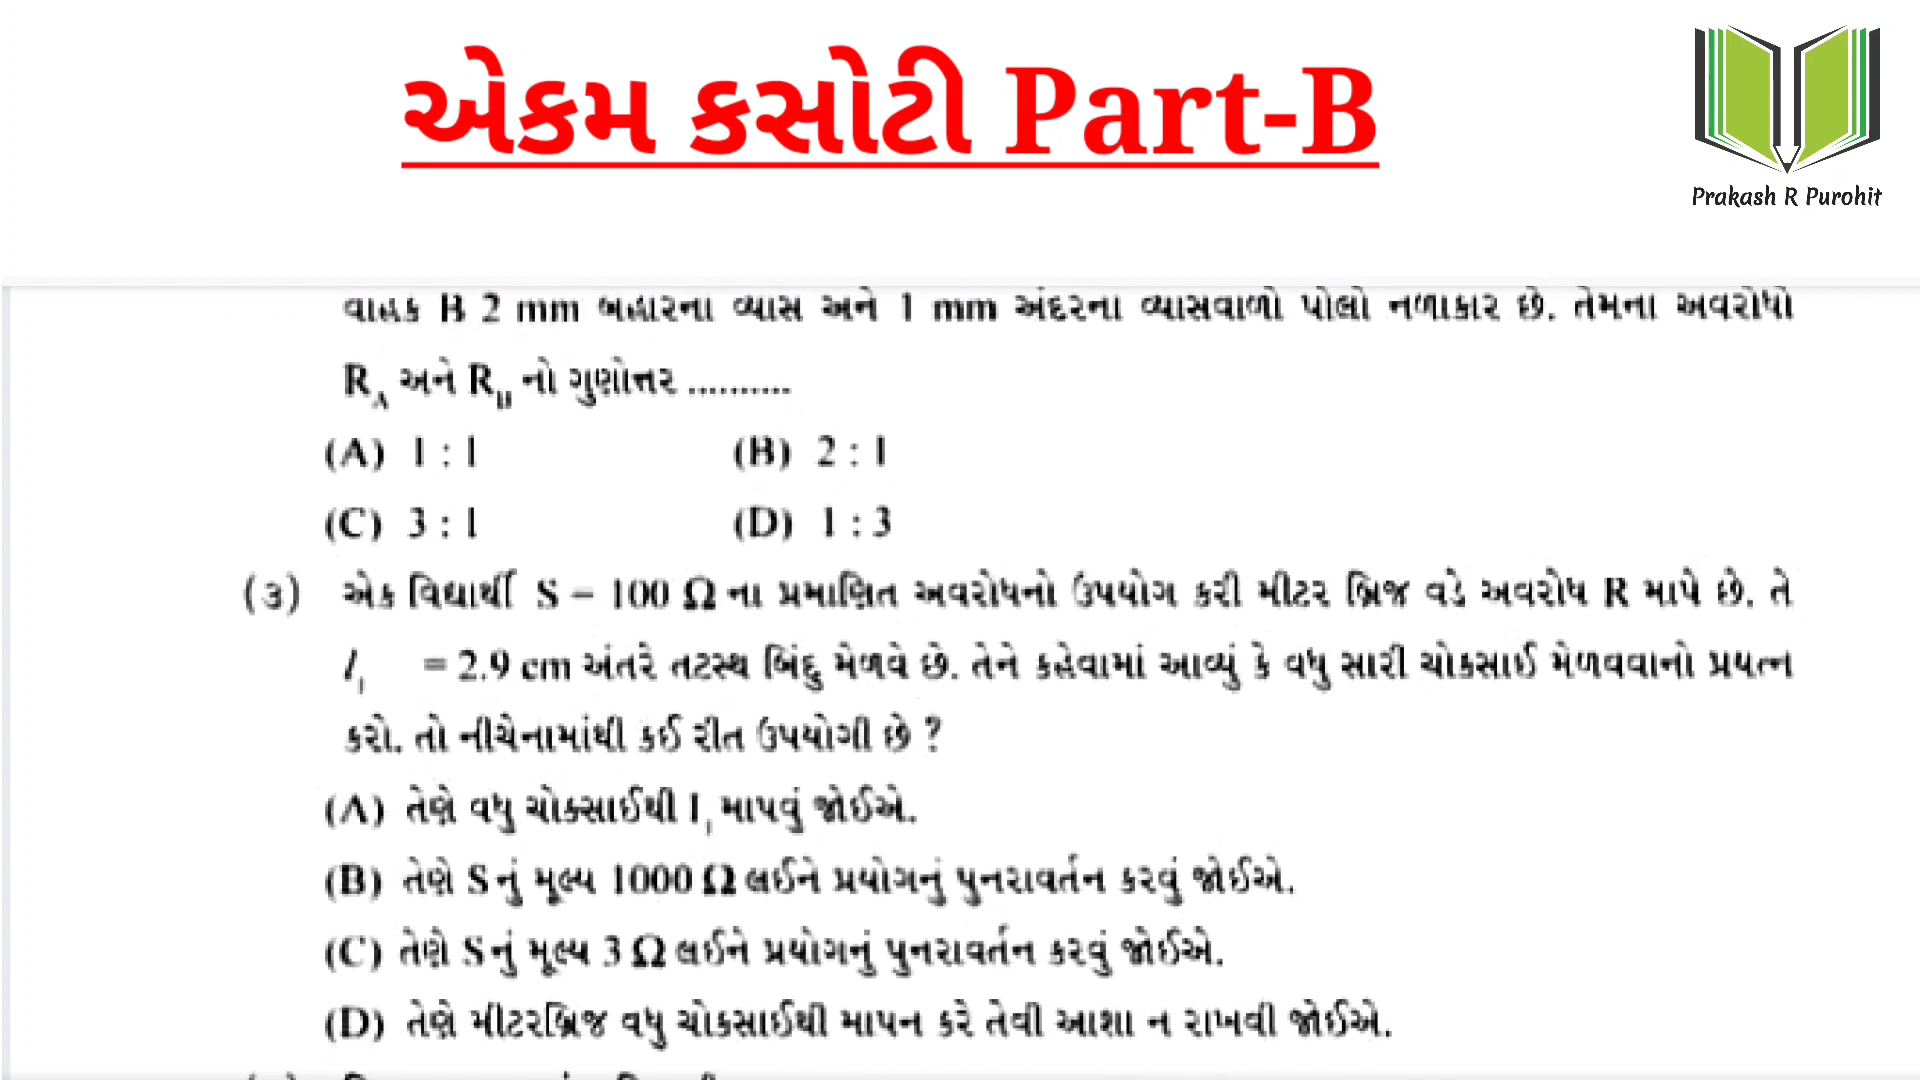 એકમ કસોટી Part-B
Prakash R Purohit
વાહક B 2 mm બહારના વ્યાસ અને 1 mm અંદરના વ્યાસવાળો પોલો નળાકાર છે. તેમના અવરોધો
R_A અને R_B નો ગુણોત્તર ..........
(A) 1 : 1 (B) 2 : 1
(C) 3 : 1 (D) 1 : 3
(૩) એક વિદ્યાર્થી S = 100 Ω ના પ્રમાણિત અવરોધનો ઉપયોગ કરી મીટર બ્રિજ વડે અવરોધ R માપે છે. તે
l₁ = 2.9 cm અંતરે તટસ્થ બિંદુ મેળવે છે. તેને કહેવામાં આવ્યું કે વધુ સારી ચોકસાઈ મેળવવાનો પ્રયત્ન
કરો. તો નીચેનામાંથી કઈ રીત ઉપયોગી છે ?
(A) તેણે વધુ ચોક્સાઈથી l₁ માપવું જોઈએ.
(B) તેણે S નું મૂલ્ય 1000 Ω લઈને પ્રયોગનું પુનરાવર્તન કરવું જોઈએ.
(C) તેણે S નું મૂલ્ય 3 Ω લઈને પ્રયોગનું પુનરાવર્તન કરવું જોઈએ.
(D) તેણે મીટરબ્રિજ વધુ ચોકસાઈથી માપન કરે તેવી આશા ન રાખવી જોઈએ.